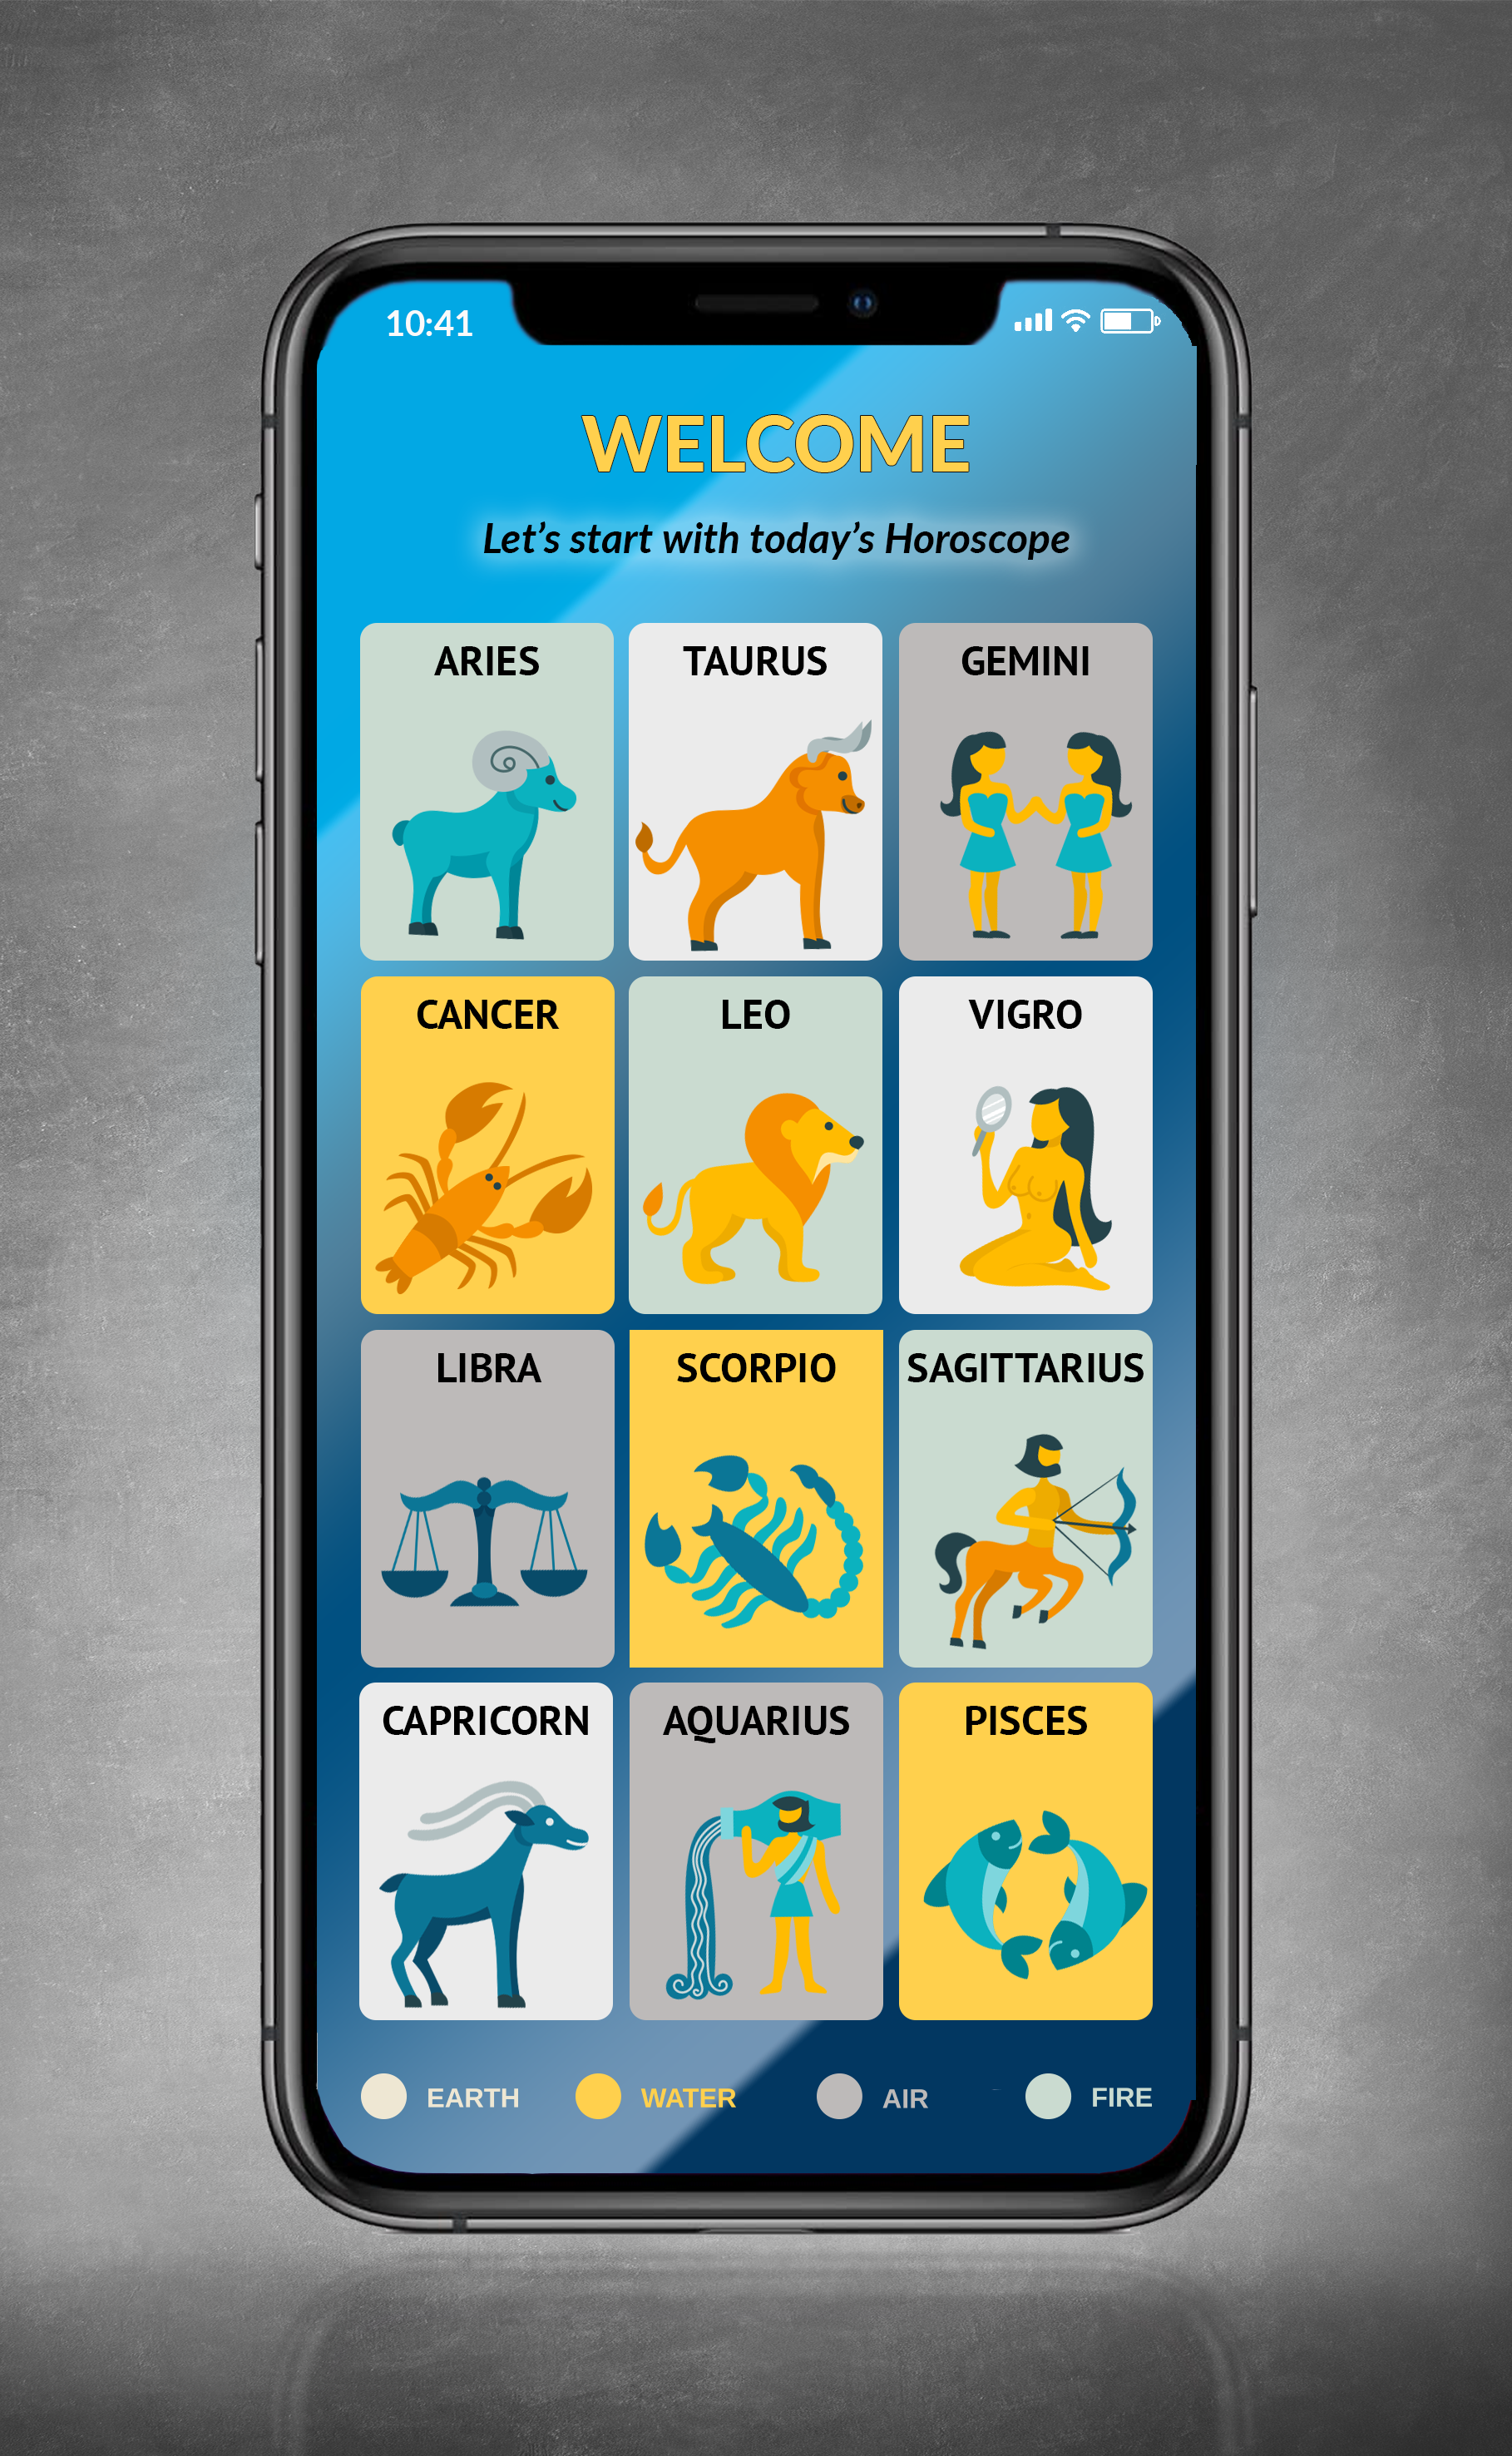 10:41
WELCOME
Let’s start with today’s Horoscope
ARIES
TAURUS
GEMINI
CANCER
LEO
VIGRO
LIBRA
SCORPIO
SAGITTARIUS
CAPRICORN
AQUARIUS
PISCES
EARTH
WATER
AIR
FIRE